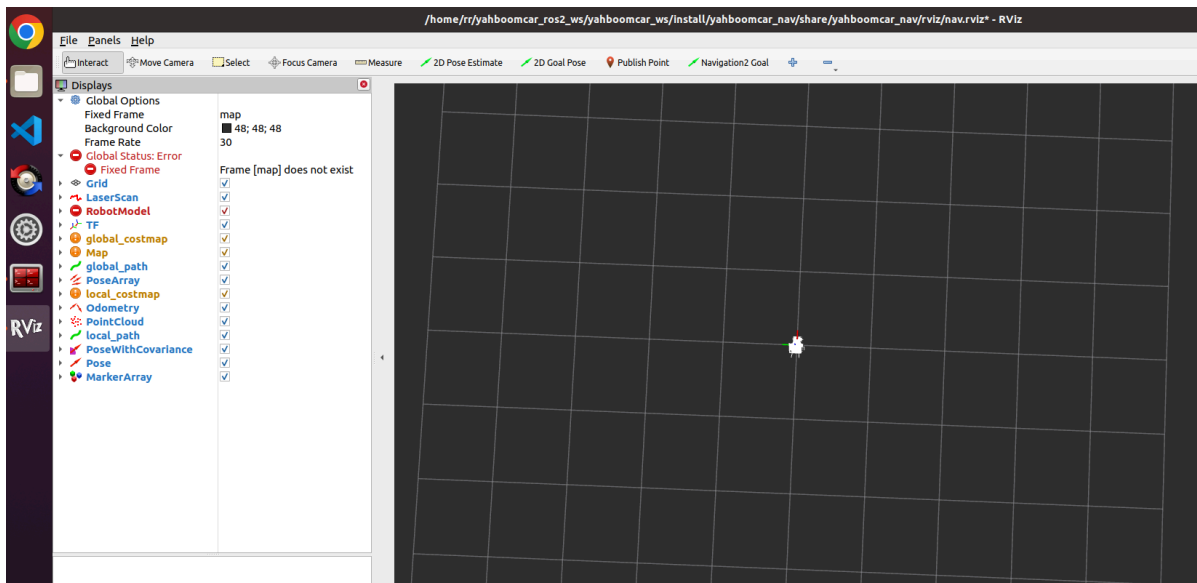 /home/rr/yahboomcar_ros2_ws/yahboomcar_ws/install/yahboomcar_nav/share/yahboomcar_nav/rviz/nav.rviz* - RViz
File Panels Help
Interact Move Camera Select Focus Camera Measure 2D Pose Estimate 2D Goal Pose Publish Point Navigation2 Goal
Displays
Global Options
Fixed Frame map
Background Color 48; 48; 48
Frame Rate 30
Global Status: Error
Fixed Frame Frame [map] does not exist
Grid
LaserScan
RobotModel
TF
global_costmap
Map
global_path
PoseArray
local_costmap
Odometry
PointCloud
local_path
PoseWithCovariance
Pose
MarkerArray
RViz